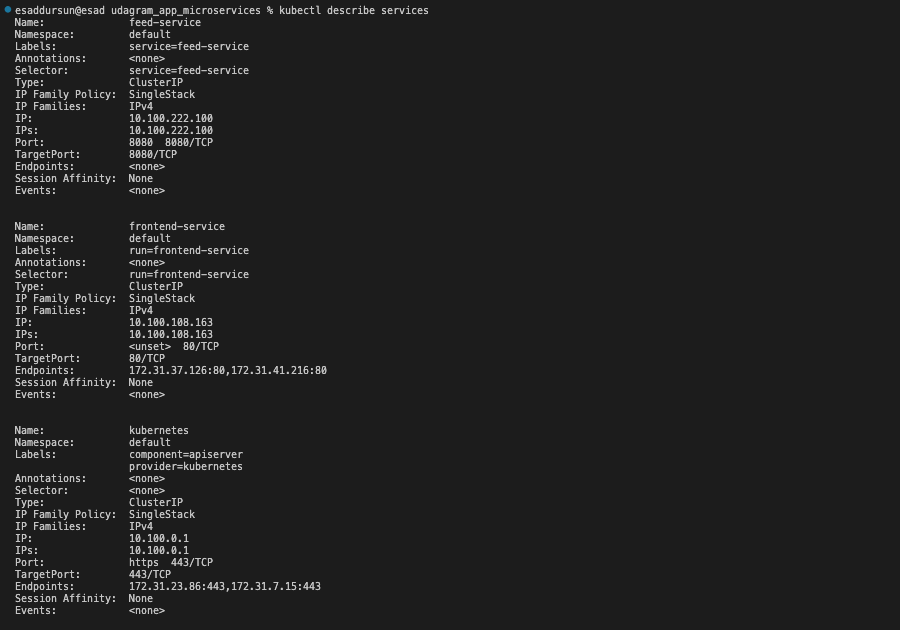 esaddursun@esad udagram_app_microservices % kubectl describe services
Name:              feed-service
Namespace:         default
Labels:            service=feed-service
Annotations:       <none>
Selector:          service=feed-service
Type:              ClusterIP
IP Family Policy:  SingleStack
IP Families:       IPv4
IP:                10.100.222.100
IPs:               10.100.222.100
Port:              8080  8080/TCP
TargetPort:        8080/TCP
Endpoints:         <none>
Session Affinity:  None
Events:            <none>

Name:              frontend-service
Namespace:         default
Labels:            run=frontend-service
Annotations:       <none>
Selector:          run=frontend-service
Type:              ClusterIP
IP Family Policy:  SingleStack
IP Families:       IPv4
IP:                10.100.108.163
IPs:               10.100.108.163
Port:              <unset>  80/TCP
TargetPort:        80/TCP
Endpoints:         172.31.37.126:80,172.31.41.216:80
Session Affinity:  None
Events:            <none>

Name:              kubernetes
Namespace:         default
Labels:            component=apiserver
                   provider=kubernetes
Annotations:       <none>
Selector:          <none>
Type:              ClusterIP
IP Family Policy:  SingleStack
IP Families:       IPv4
IP:                10.100.0.1
IPs:               10.100.0.1
Port:              https  443/TCP
TargetPort:        443/TCP
Endpoints:         172.31.23.86:443,172.31.7.15:443
Session Affinity:  None
Events:            <none>